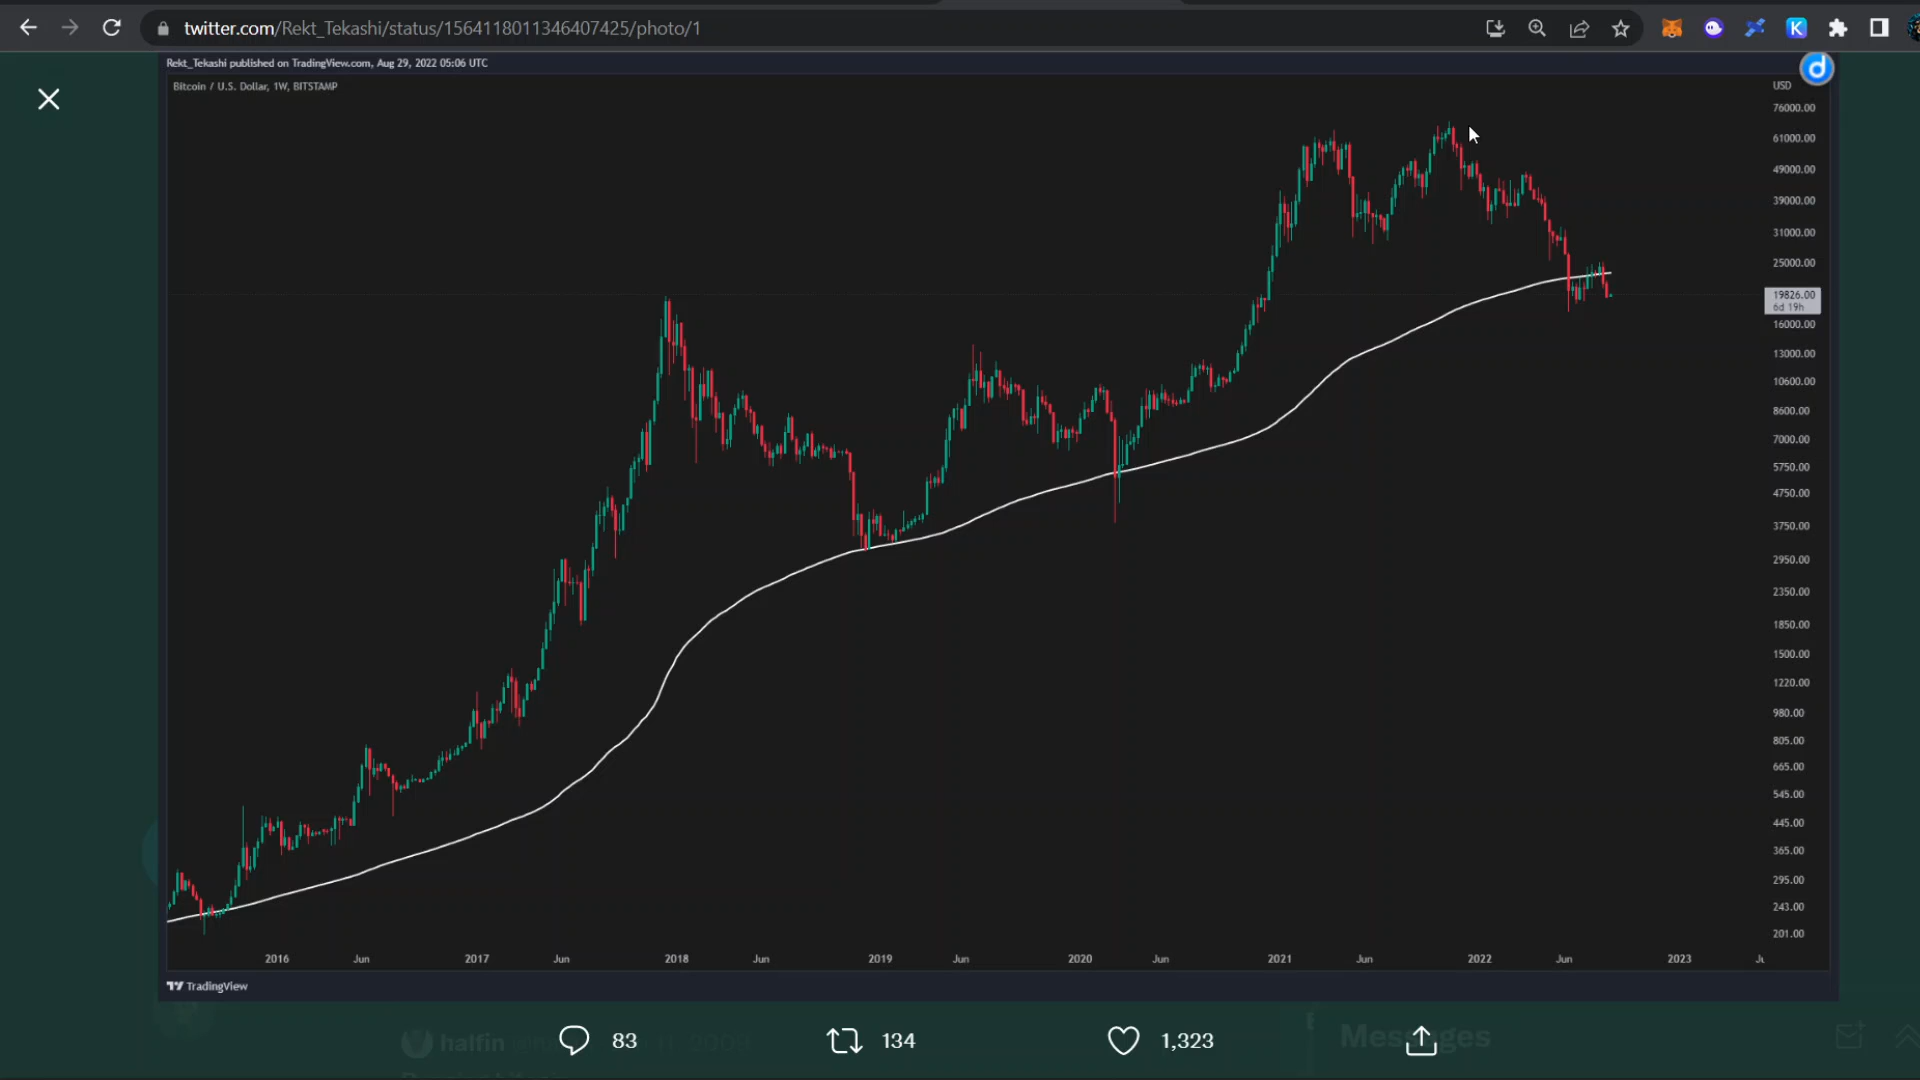 twitter.com/Rekt_Tekashi/status/1564118011346407425/photo/1
Rekt_Tekashi published on TradingView.com, Aug 29, 2022 05:06 UTC
Bitcoin / U.S. Dollar, 1W, BITSTAMP
USD
76000.00
61000.00
49000.00
39000.00
31000.00
25000.00
19826.00
6d 19h
16000.00
13000.00
10600.00
8600.00
7000.00
5750.00
4750.00
3750.00
2950.00
2350.00
1850.00
1500.00
1220.00
980.00
805.00
665.00
545.00
445.00
365.00
295.00
243.00
201.00
2016 Jun 2017 Jun 2018 Jun 2019 Jun 2020 Jun 2021 Jun 2022 Jun 2023
TradingView
halfin
83 134 1,323
Messages